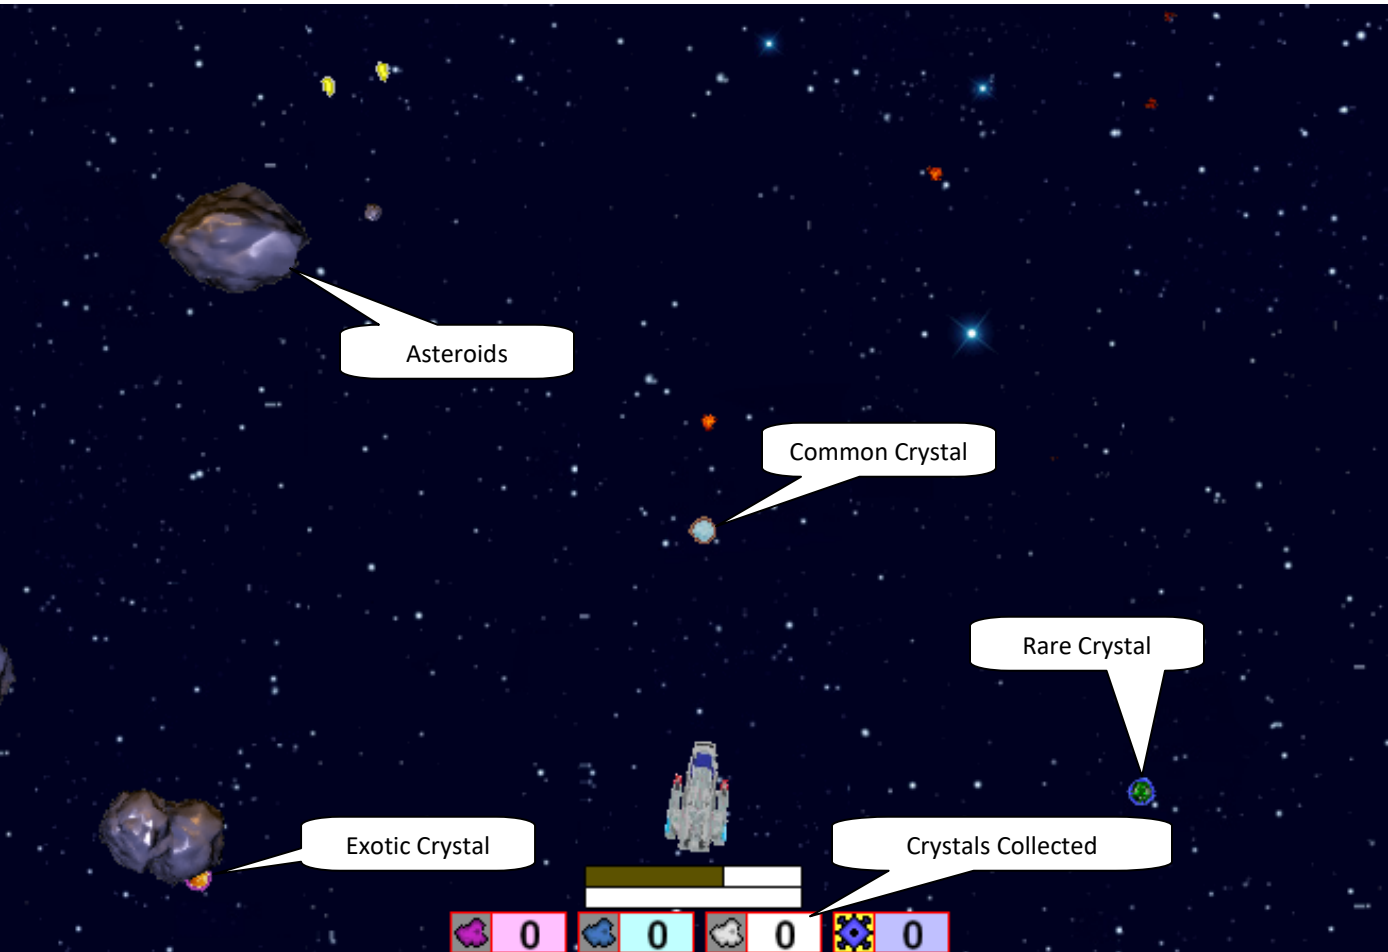 Asteroids
Common Crystal
Rare Crystal
Exotic Crystal
Crystals Collected
0 0 0 0